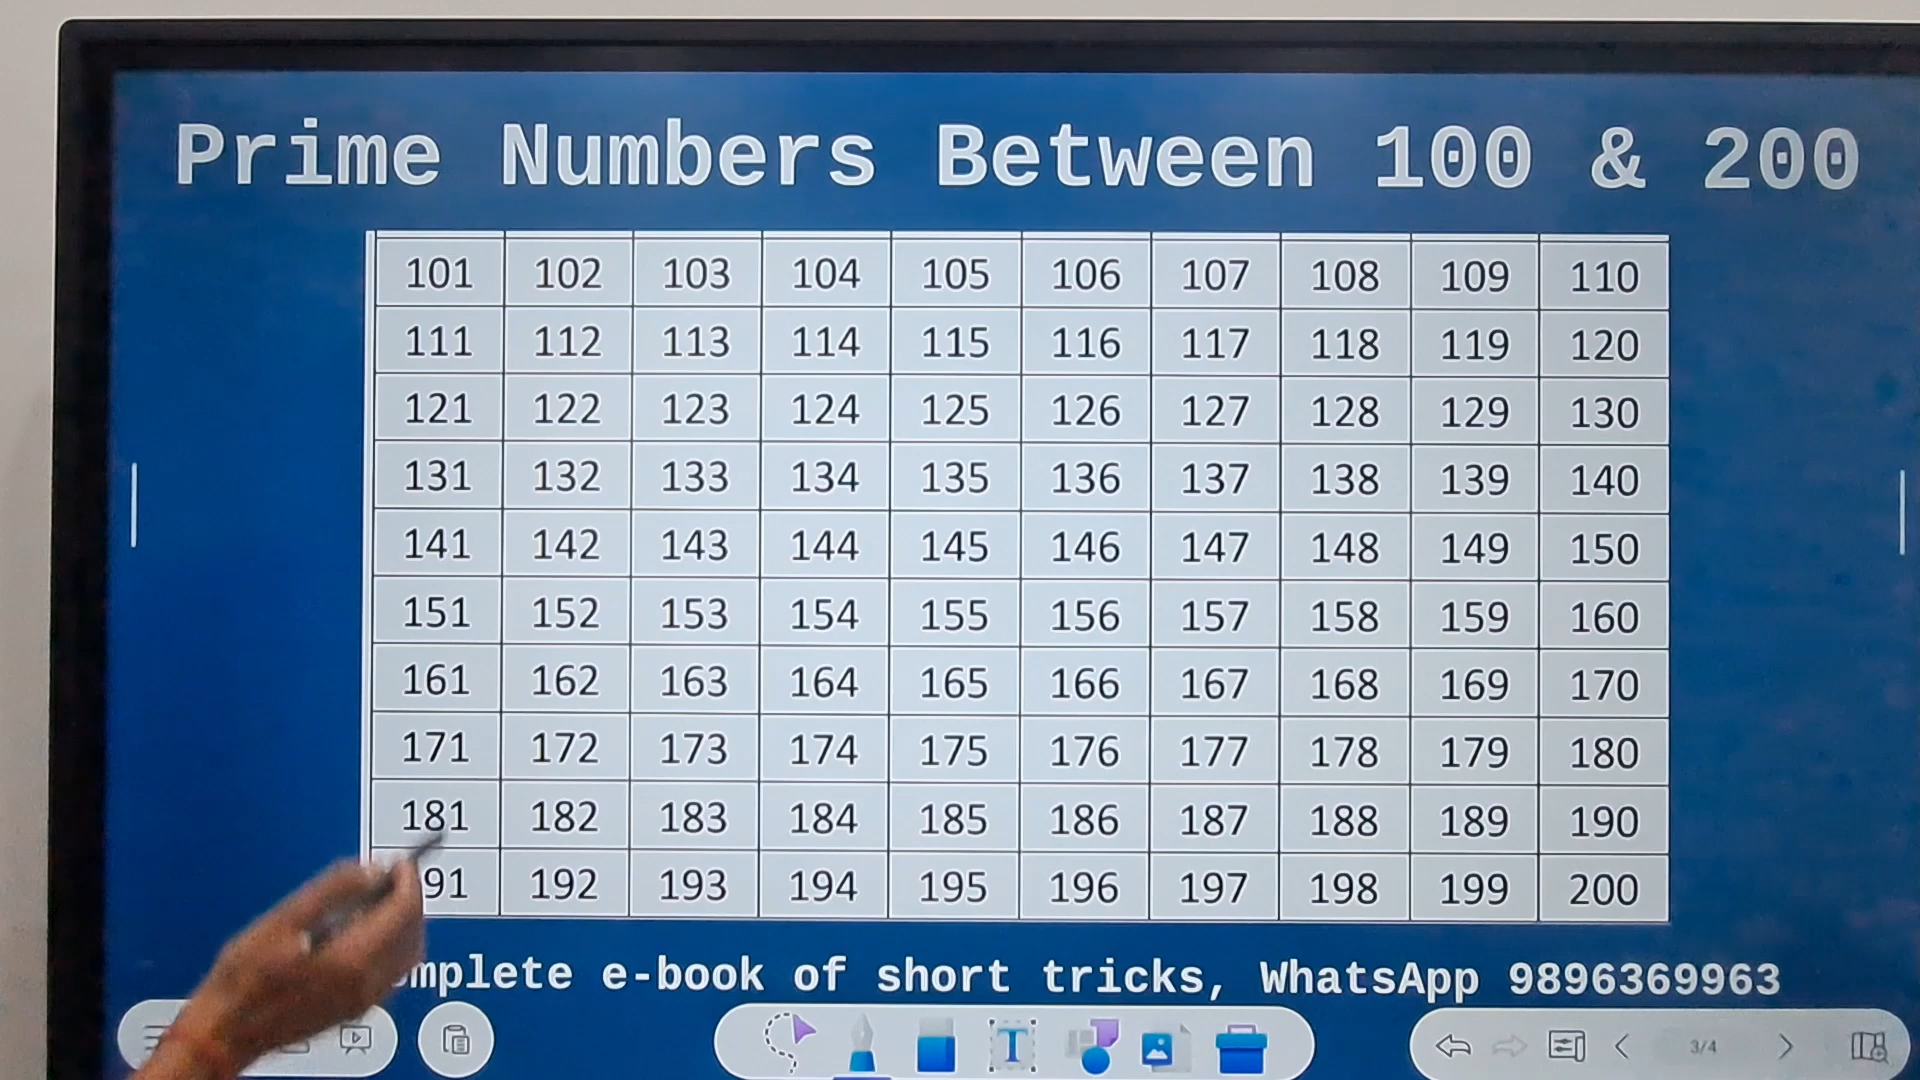 Prime Numbers Between 100 & 200
101 102 103 104 105 106 107 108 109 110
111 112 113 114 115 116 117 118 119 120
121 122 123 124 125 126 127 128 129 130
131 132 133 134 135 136 137 138 139 140
141 142 143 144 145 146 147 148 149 150
151 152 153 154 155 156 157 158 159 160
161 162 163 164 165 166 167 168 169 170
171 172 173 174 175 176 177 178 179 180
181 182 183 184 185 186 187 188 189 190
91 192 193 194 195 196 197 198 199 200
omplete e-book of short tricks, WhatsApp 9896369963
T
3/4